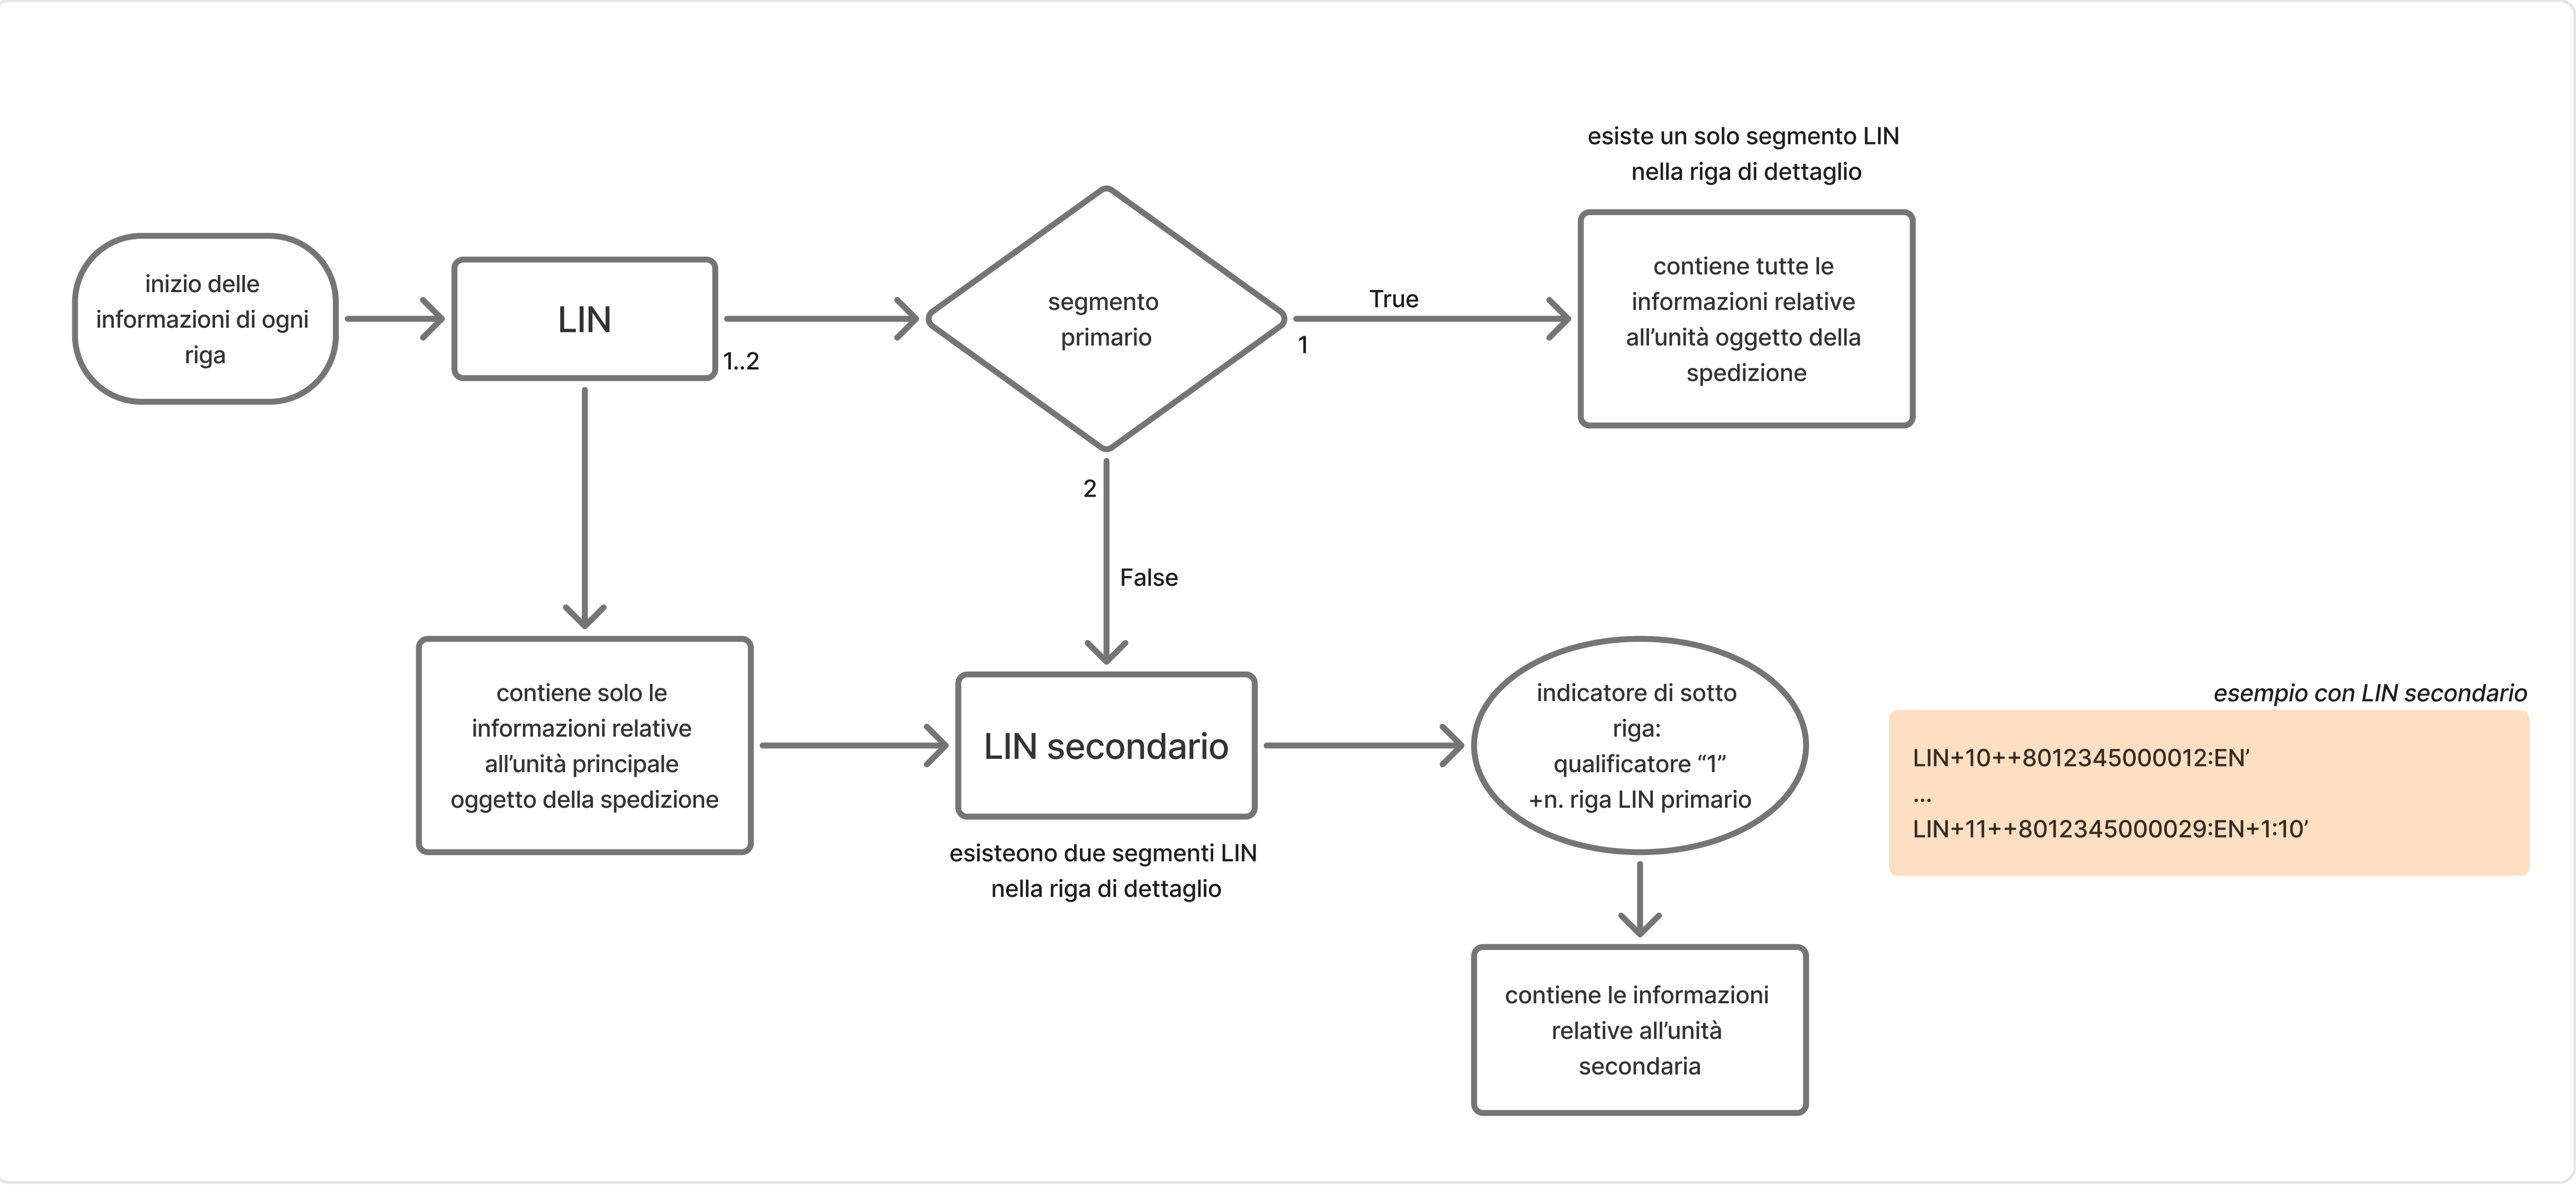 esiste un solo segmento LIN
nella riga di dettaglio
inizio delle
informazioni di ogni
riga
LIN
1..2
segmento
primario
True
1
contiene tutte le
informazioni relative
all’unità oggetto della
spedizione
2
False
contiene solo le
informazioni relative
all’unità principale
oggetto della spedizione
LIN secondario
esisteono due segmenti LIN
nella riga di dettaglio
indicatore di sotto
riga:
qualificatore “1”
+n. riga LIN primario
esempio con LIN secondario
LIN+10++8012345000012:EN’
...
LIN+11++8012345000029:EN+1:10’
contiene le informazioni
relative all’unità
secondaria